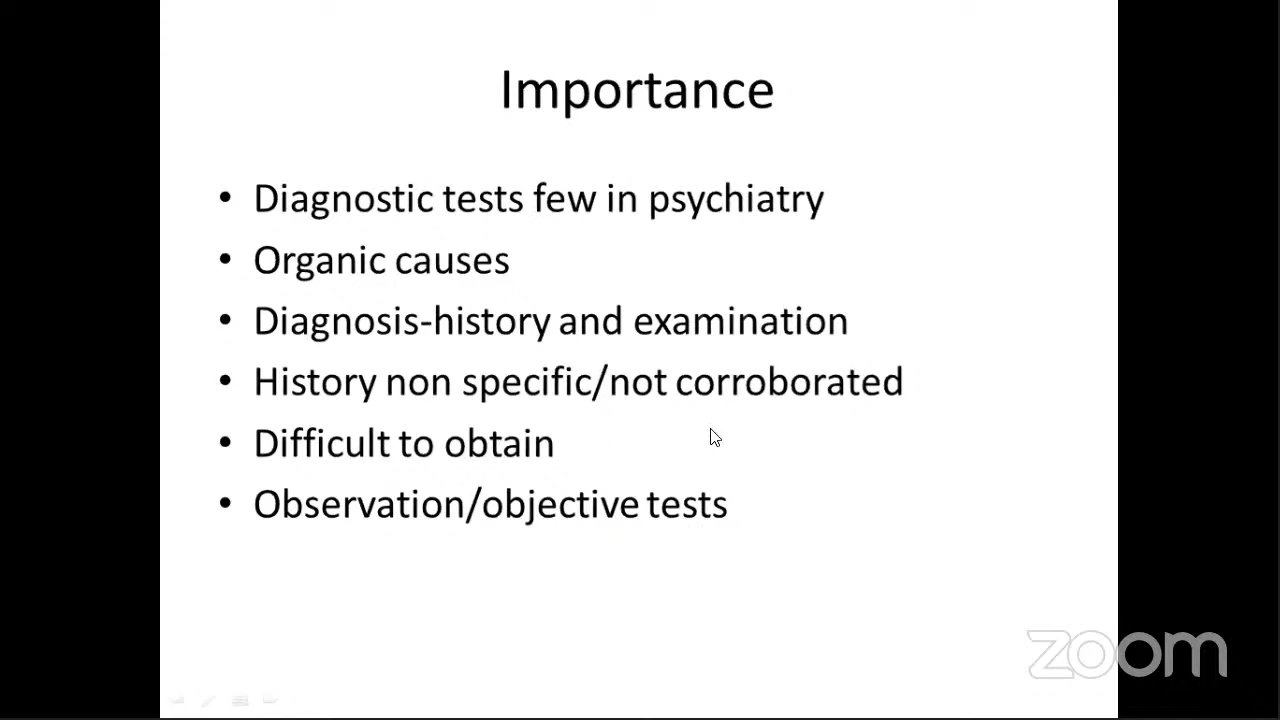 Importance
• Diagnostic tests few in psychiatry
• Organic causes
• Diagnosis-history and examination
• History non specific/not corroborated
• Difficult to obtain
• Observation/objective tests
zoom